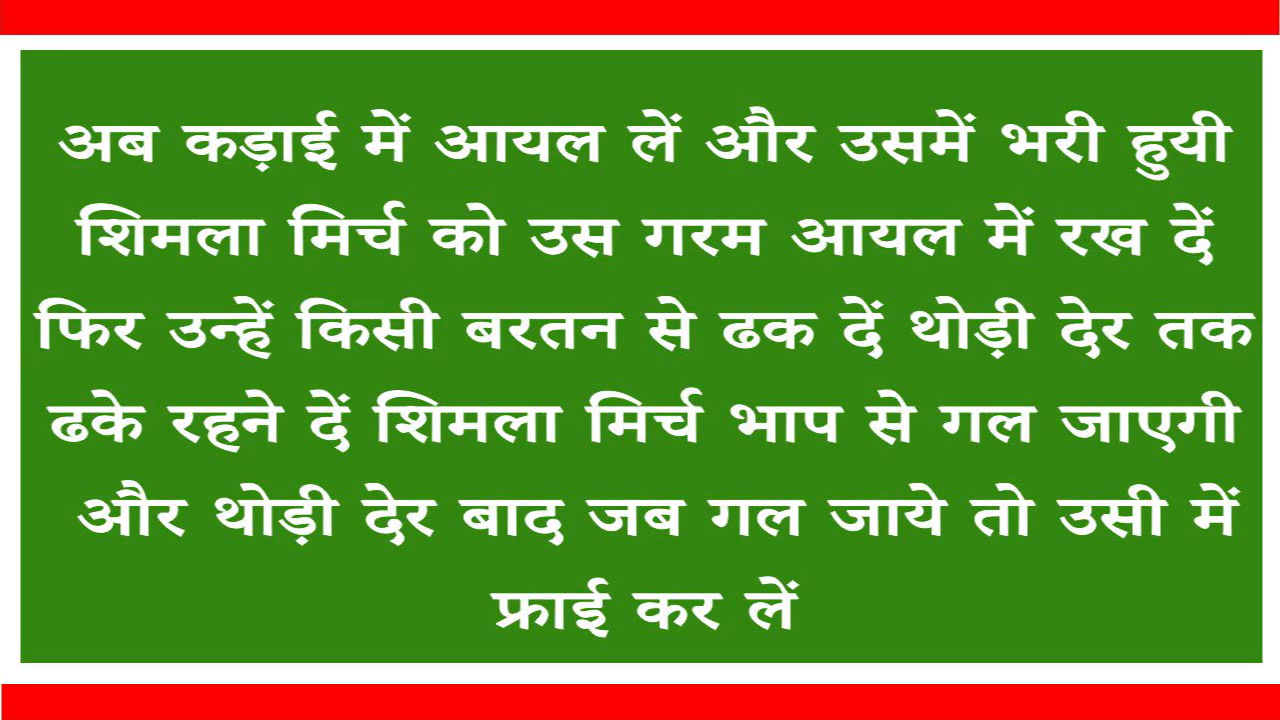 अब कड़ाई में आयल लें और उसमें भरी हुयी
शिमला मिर्च को उस गरम आयल में रख दें
फिर उन्हें किसी बरतन से ढक दें थोड़ी देर तक
ढके रहने दें शिमला मिर्च भाप से गल जाएगी
और थोड़ी देर बाद जब गल जाये तो उसी में
फ्राई कर लें